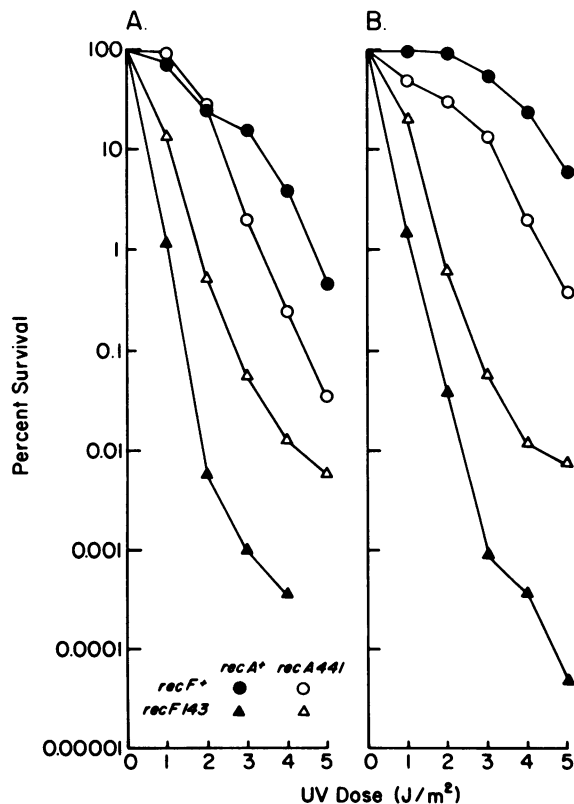 A.
B.
Percent Survival
100
10
1
0.1
0.01
0.001
0.0001
0.00001
recA+ recA441
recF+
recF143
0 1 2 3 4 5
0 1 2 3 4 5
UV Dose (J/m²)